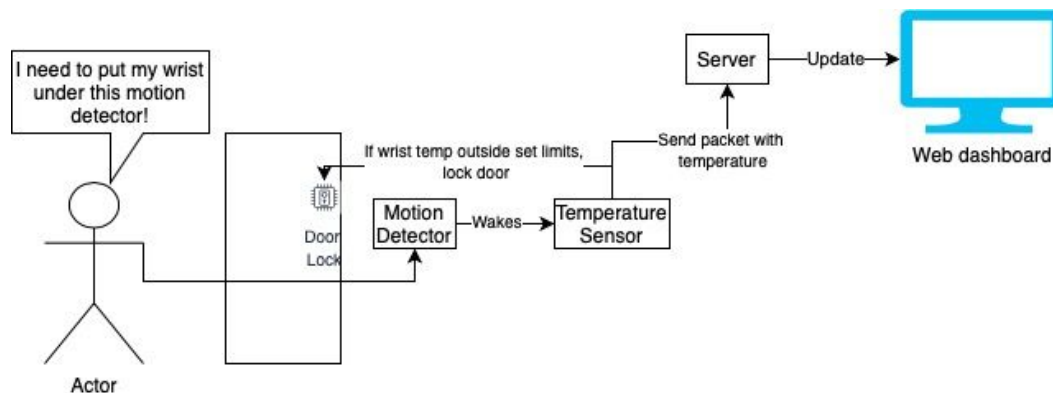 I need to put my wrist
under this motion
detector!
Actor
Door
Lock
If wrist temp outside set limits,
lock door
Motion
Detector
Wakes
Temperature
Sensor
Send packet with
temperature
Server
Update
Web dashboard